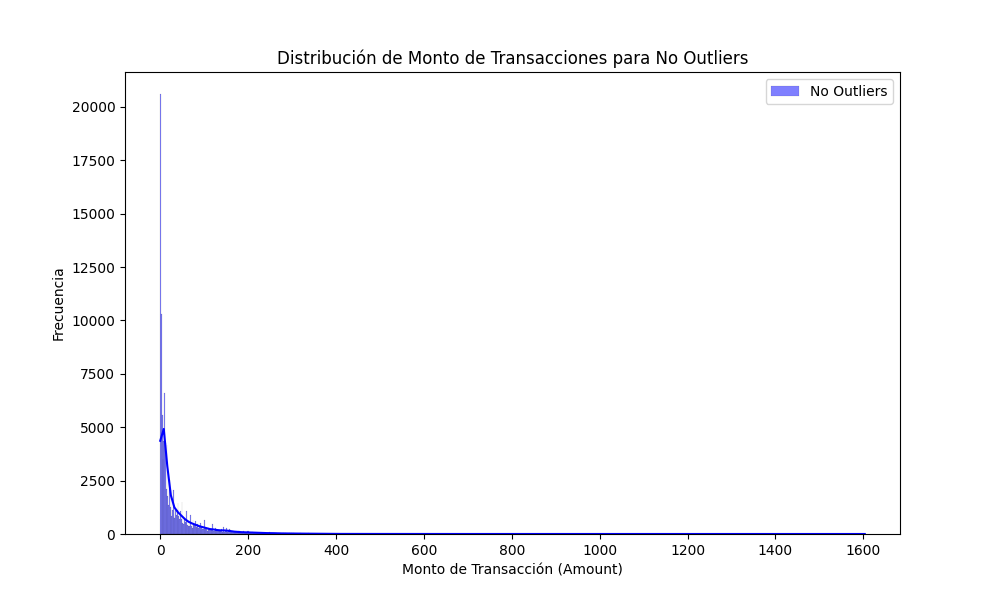 Distribución de Monto de Transacciones para No Outliers
No Outliers
20000
17500
15000
12500
10000
7500
5000
2500
0
Frecuencia
0 200 400 600 800 1000 1200 1400 1600
Monto de Transacción (Amount)